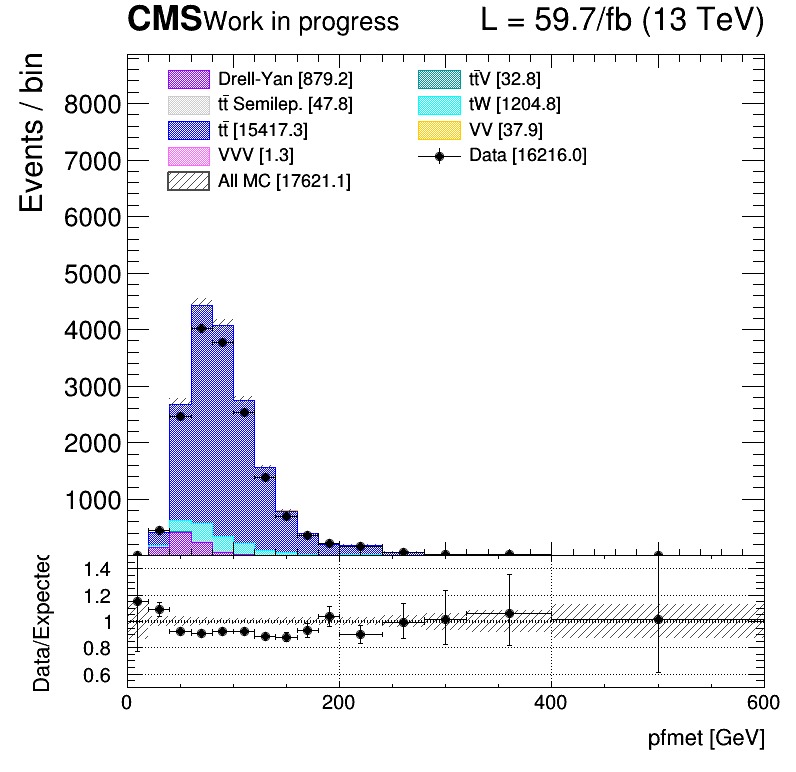 CMS Work in progress L = 59.7/fb (13 TeV)
Events / bin
Drell-Yan [879.2]
tt̄ Semilep. [47.8]
tt̄ [15417.3]
VVV [1.3]
All MC [17621.1]
tt̄V [32.8]
tW [1204.8]
VV [37.9]
Data [16216.0]
8000
7000
6000
5000
4000
3000
2000
1000
Data/Expected
1.4
1.2
1
0.8
0.6
0 200 400 600
pfmet [GeV]